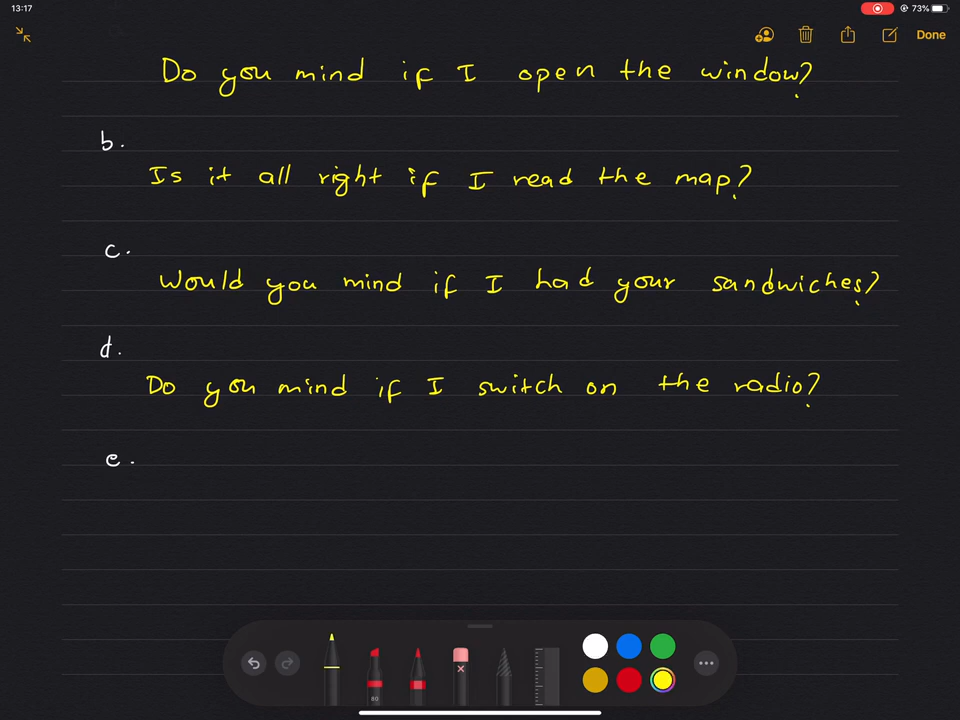 13:17
73%
Done
Do you mind if I open the window?
b.
Is it all right if I read the map?
c.
Would you mind if I had your sandwiches?
d.
Do you mind if I switch on the radio?
e.
80